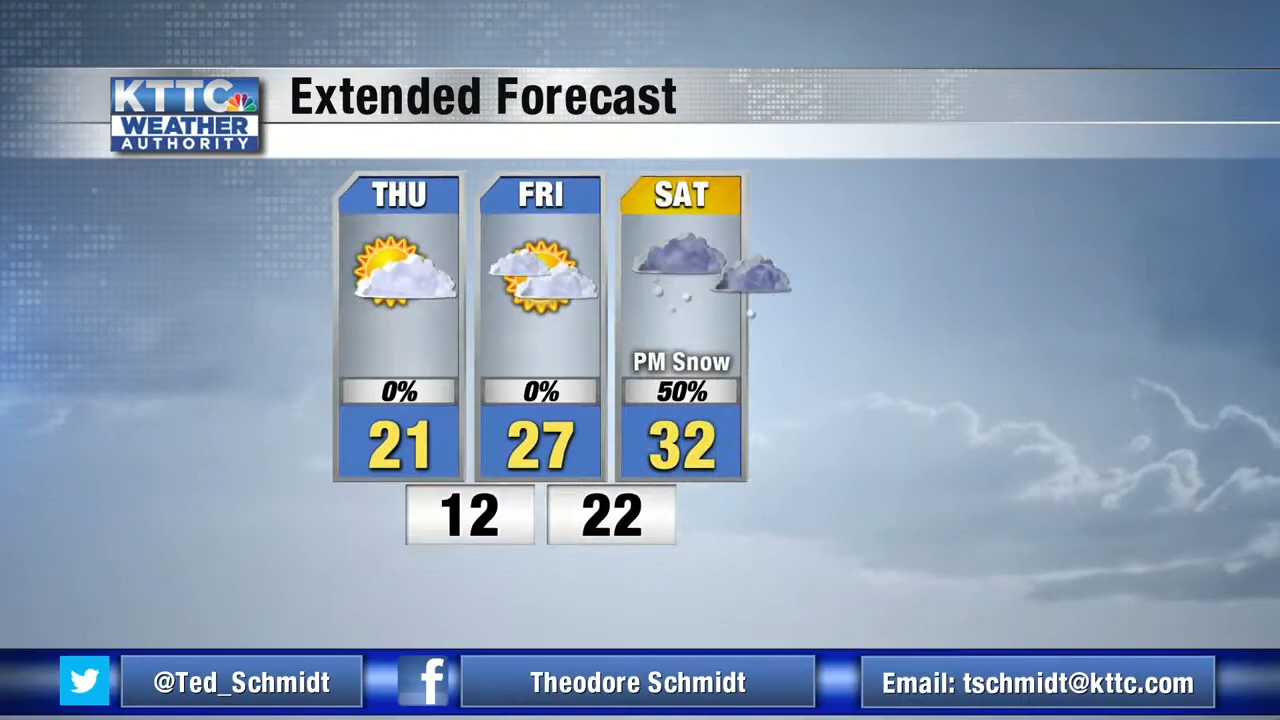 KTTC
WEATHER
AUTHORITY
Extended Forecast
THU
FRI
SAT
PM Snow
0%
0%
50%
21
27
32
12
22
@Ted_Schmidt
f
Theodore Schmidt
Email: tschmidt@kttc.com